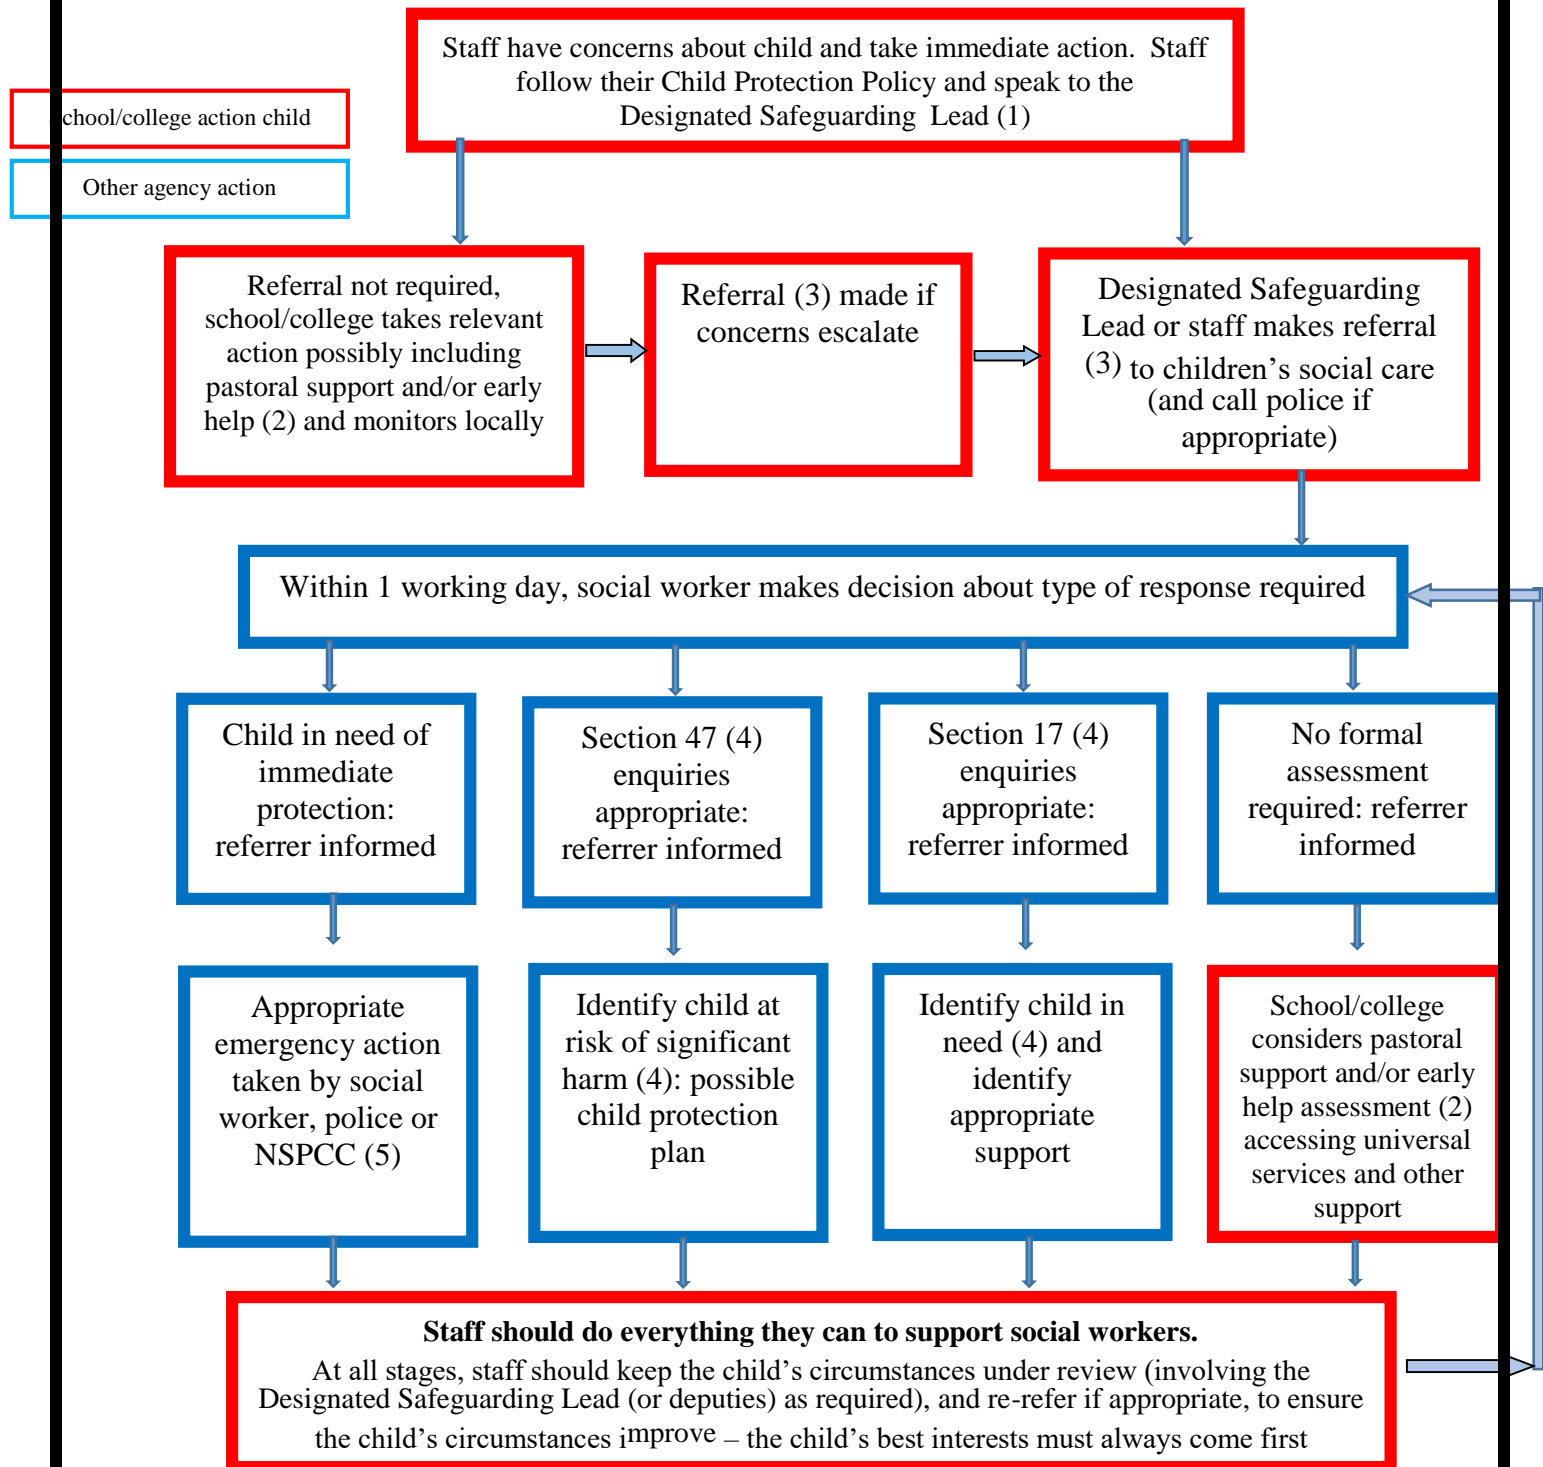 Staff have concerns about child and take immediate action. Staff
follow their Child Protection Policy and speak to the
Designated Safeguarding Lead (1)
chool/college action child
Other agency action
Referral not required,
school/college takes relevant
action possibly including
pastoral support and/or early
help (2) and monitors locally
Referral (3) made if
concerns escalate
Designated Safeguarding
Lead or staff makes referral
(3) to children’s social care
(and call police if
appropriate)
Within 1 working day, social worker makes decision about type of response required
Child in need of
immediate
protection:
referrer informed
Section 47 (4)
enquiries
appropriate:
referrer informed
Section 17 (4)
enquiries
appropriate:
referrer informed
No formal
assessment
required: referrer
informed
Appropriate
emergency action
taken by social
worker, police or
NSPCC (5)
Identify child at
risk of significant
harm (4): possible
child protection
plan
Identify child in
need (4) and
identify
appropriate
support
School/college
considers pastoral
support and/or early
help assessment (2)
accessing universal
services and other
support
Staff should do everything they can to support social workers.
At all stages, staff should keep the child’s circumstances under review (involving the
Designated Safeguarding Lead (or deputies) as required), and re-refer if appropriate, to ensure
the child’s circumstances improve – the child’s best interests must always come first